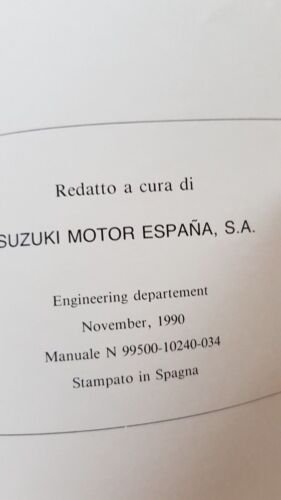 Redatto a cura di
SUZUKI MOTOR ESPAÑA, S.A.
Engineering departement
November, 1990
Manuale N 99500-10240-034
Stampato in Spagna